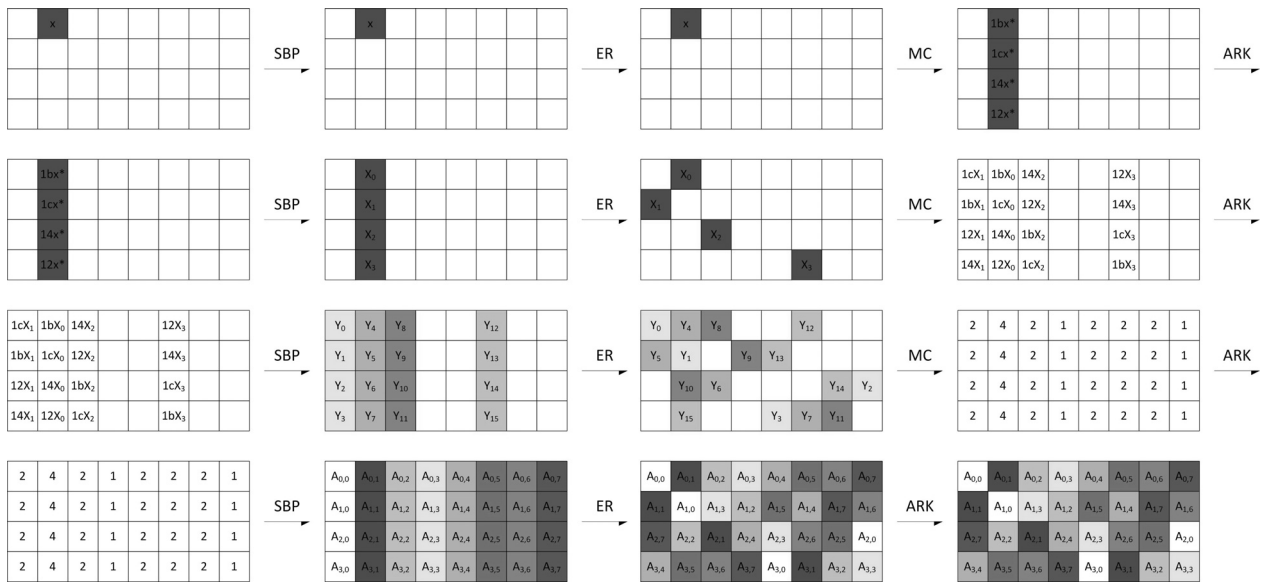 x x x 1bx*
SBP ER MC 1cx* ARK
14x*
12x*
1bx* X₀ X₀ 1cX₁ 1bX₀ 14X₂ 12X₃
1cx* SBP X₁ ER X₁ MC 1bX₁ 1cX₀ 12X₂ 14X₃ ARK
14x* X₂ X₂ 12X₁ 14X₀ 1bX₂ 1cX₃
12x* X₃ X₃ 14X₁ 12X₀ 1cX₂ 1bX₃
1cX₁ 1bX₀ 14X₂ 12X₃ Y₀ Y₄ Y₈ Y₁₂ Y₀ Y₄ Y₈ Y₁₂ 2 4 2 1 2 2 2 1
1bX₁ 1cX₀ 12X₂ 14X₃ SBP Y₁ Y₅ Y₉ Y₁₃ ER Y₅ Y₁ Y₉ Y₁₃ MC 2 4 2 1 2 2 2 1 ARK
12X₁ 14X₀ 1bX₂ 1cX₃ Y₂ Y₆ Y₁₀ Y₁₄ Y₁₀ Y₆ Y₁₄ Y₂ 2 4 2 1 2 2 2 1
14X₁ 12X₀ 1cX₂ 1bX₃ Y₃ Y₇ Y₁₁ Y₁₅ Y₁₅ Y₃ Y₇ Y₁₁ 2 4 2 1 2 2 2 1
2 4 2 1 2 2 2 1 A0,0 A0,1 A0,2 A0,3 A0,4 A0,5 A0,6 A0,7 A0,0 A0,1 A0,2 A0,3 A0,4 A0,5 A0,6 A0,7 A0,0 A0,1 A0,2 A0,3 A0,4 A0,5 A0,6 A0,7
2 4 2 1 2 2 2 1 SBP A1,0 A1,1 A1,2 A1,3 A1,4 A1,5 A1,6 A1,7 ER A1,1 A1,0 A1,3 A1,2 A1,5 A1,4 A1,7 A1,6 ARK A1,1 A1,0 A1,3 A1,2 A1,5 A1,4 A1,7 A1,6
2 4 2 1 2 2 2 1 A2,0 A2,1 A2,2 A2,3 A2,4 A2,5 A2,6 A2,7 A2,7 A2,2 A2,1 A2,4 A2,3 A2,6 A2,5 A2,0 A2,7 A2,2 A2,1 A2,4 A2,3 A2,6 A2,5 A2,0
2 4 2 1 2 2 2 1 A3,0 A3,1 A3,2 A3,3 A3,4 A3,5 A3,6 A3,7 A3,4 A3,5 A3,6 A3,7 A3,0 A3,1 A3,2 A3,3 A3,4 A3,5 A3,6 A3,7 A3,0 A3,1 A3,2 A3,3